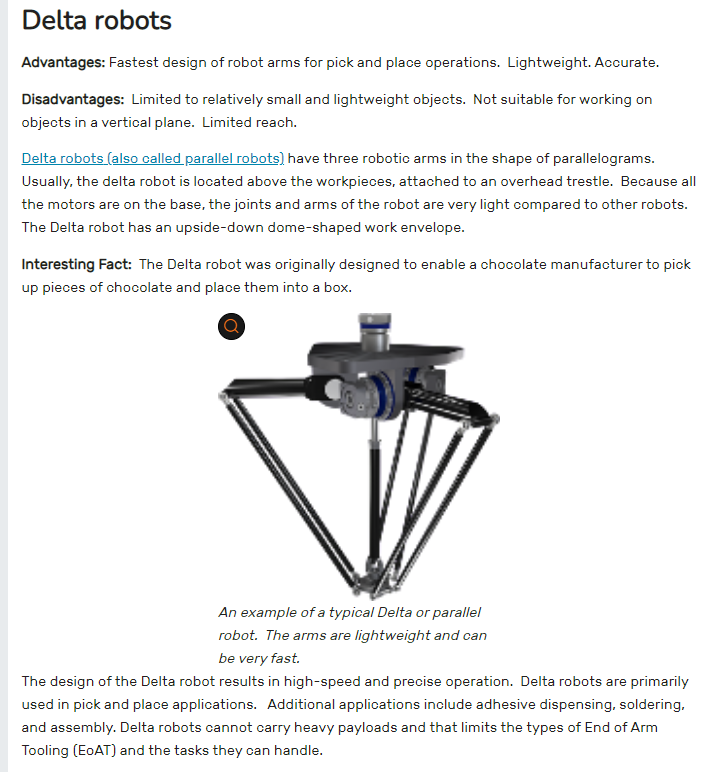 Delta robots
Advantages: Fastest design of robot arms for pick and place operations. Lightweight. Accurate.
Disadvantages: Limited to relatively small and lightweight objects. Not suitable for working on
objects in a vertical plane. Limited reach.
Delta robots (also called parallel robots) have three robotic arms in the shape of parallelograms.
Usually, the delta robot is located above the workpieces, attached to an overhead trestle. Because all
the motors are on the base, the joints and arms of the robot are very light compared to other robots.
The Delta robot has an upside-down dome-shaped work envelope.
Interesting Fact: The Delta robot was originally designed to enable a chocolate manufacturer to pick
up pieces of chocolate and place them into a box.
An example of a typical Delta or parallel
robot. The arms are lightweight and can
be very fast.
The design of the Delta robot results in high-speed and precise operation. Delta robots are primarily
used in pick and place applications. Additional applications include adhesive dispensing, soldering,
and assembly. Delta robots cannot carry heavy payloads and that limits the types of End of Arm
Tooling (EoAT) and the tasks they can handle.